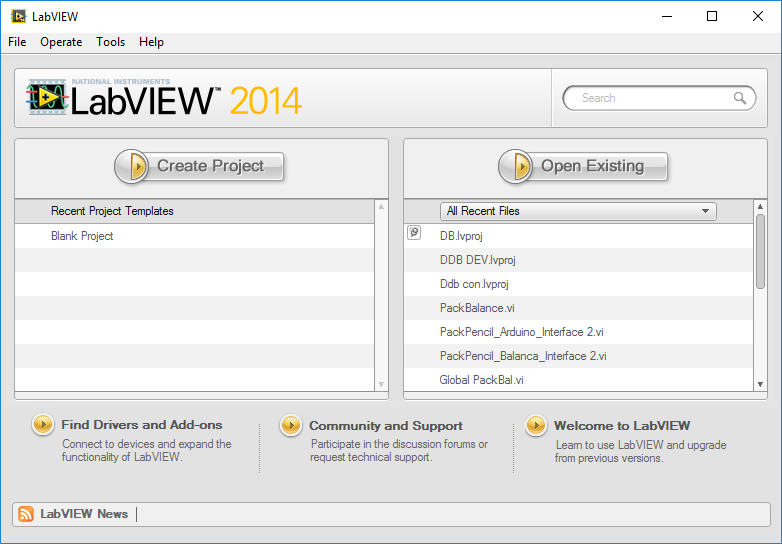 LabVIEW
File Operate Tools Help
NATIONAL INSTRUMENTS
LabVIEW™ 2014
Search
Create Project
Open Existing
Recent Project Templates
All Recent Files
Blank Project
DB.lvproj
DDB DEV.lvproj
Ddb con.lvproj
PackBalance.vi
PackPencil_Arduino_Interface 2.vi
PackPencil_Balanca_Interface 2.vi
Global PackBal.vi
Find Drivers and Add-ons
Connect to devices and expand the
functionality of LabVIEW.
Community and Support
Participate in the discussion forums or
request technical support.
Welcome to LabVIEW
Learn to use LabVIEW and upgrade
from previous versions.
LabVIEW News